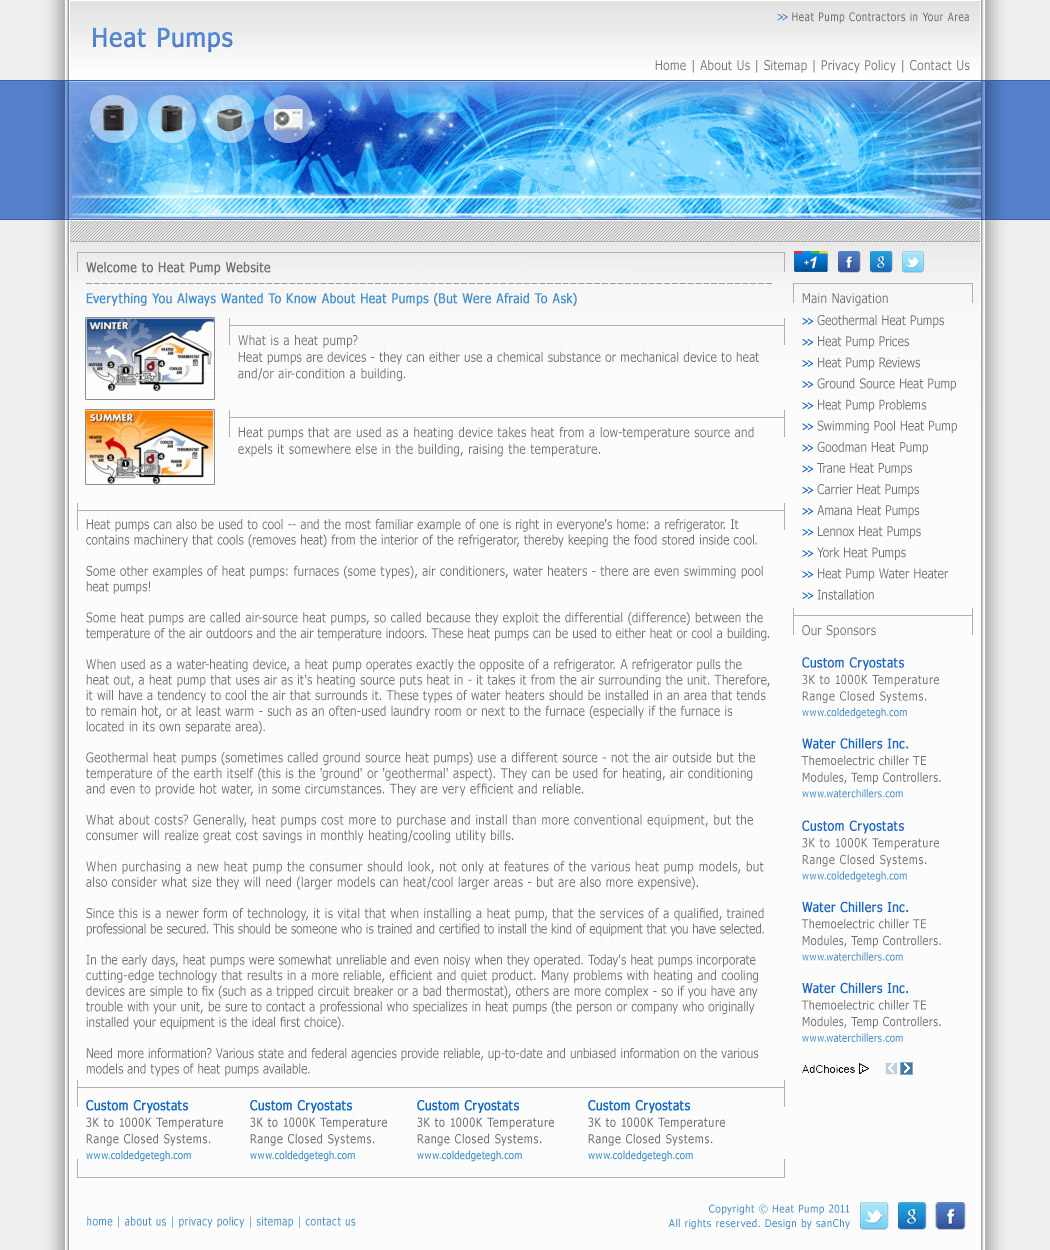 >> Heat Pump Contractors in Your Area
Heat Pumps
Home | About Us | Sitemap | Privacy Policy | Contact Us
Welcome to Heat Pump Website
Everything You Always Wanted To Know About Heat Pumps (But Were Afraid To Ask)
WINTER
What is a heat pump?
Heat pumps are devices - they can either use a chemical substance or mechanical device to heat
and/or air-condition a building.
SUMMER
Heat pumps that are used as a heating device takes heat from a low-temperature source and
expels it somewhere else in the building, raising the temperature.
Heat pumps can also be used to cool -- and the most familiar example of one is right in everyone's home: a refrigerator. It
contains machinery that cools (removes heat) from the interior of the refrigerator, thereby keeping the food stored inside cool.
Some other examples of heat pumps: furnaces (some types), air conditioners, water heaters - there are even swimming pool
heat pumps!
Some heat pumps are called air-source heat pumps, so called because they exploit the differential (difference) between the
temperature of the air outdoors and the air temperature indoors. These heat pumps can be used to either heat or cool a building.
When used as a water-heating device, a heat pump operates exactly the opposite of a refrigerator. A refrigerator pulls the
heat out, a heat pump that uses air as it's heating source puts heat in - it takes it from the air surrounding the unit. Therefore,
it will have a tendency to cool the air that surrounds it. These types of water heaters should be installed in an area that tends
to remain hot, or at least warm - such as an often-used laundry room or next to the furnace (especially if the furnace is
located in its own separate area).
Geothermal heat pumps (sometimes called ground source heat pumps) use a different source - not the air outside but the
temperature of the earth itself (this is the 'ground' or 'geothermal' aspect). They can be used for heating, air conditioning
and even to provide hot water, in some circumstances. They are very efficient and reliable.
What about costs? Generally, heat pumps cost more to purchase and install than more conventional equipment, but the
consumer will realize great cost savings in monthly heating/cooling utility bills.
When purchasing a new heat pump the consumer should look, not only at features of the various heat pump models, but
also consider what size they will need (larger models can heat/cool larger areas - but are also more expensive).
Since this is a newer form of technology, it is vital that when installing a heat pump, that the services of a qualified, trained
professional be secured. This should be someone who is trained and certified to install the kind of equipment that you have selected.
In the early days, heat pumps were somewhat unreliable and even noisy when they operated. Today's heat pumps incorporate
cutting-edge technology that results in a more reliable, efficient and quiet product. Many problems with heating and cooling
devices are simple to fix (such as a tripped circuit breaker or a bad thermostat), others are more complex - so if you have any
trouble with your unit, be sure to contact a professional who specializes in heat pumps (the person or company who originally
installed your equipment is the ideal first choice).
Need more information? Various state and federal agencies provide reliable, up-to-date and unbiased information on the various
models and types of heat pumps available.
Custom Cryostats
3K to 1000K Temperature
Range Closed Systems.
www.coldedgetegh.com
Custom Cryostats
3K to 1000K Temperature
Range Closed Systems.
www.coldedgetegh.com
Custom Cryostats
3K to 1000K Temperature
Range Closed Systems.
www.coldedgetegh.com
Custom Cryostats
3K to 1000K Temperature
Range Closed Systems.
www.coldedgetegh.com
+1 f g
Main Navigation
>> Geothermal Heat Pumps
>> Heat Pump Prices
>> Heat Pump Reviews
>> Ground Source Heat Pump
>> Heat Pump Problems
>> Swimming Pool Heat Pump
>> Goodman Heat Pump
>> Trane Heat Pumps
>> Carrier Heat Pumps
>> Amana Heat Pumps
>> Lennox Heat Pumps
>> York Heat Pumps
>> Heat Pump Water Heater
>> Installation
Our Sponsors
Custom Cryostats
3K to 1000K Temperature
Range Closed Systems.
www.coldedgetegh.com
Water Chillers Inc.
Themoelectric chiller TE
Modules, Temp Controllers.
www.waterchillers.com
Custom Cryostats
3K to 1000K Temperature
Range Closed Systems.
www.coldedgetegh.com
Water Chillers Inc.
Themoelectric chiller TE
Modules, Temp Controllers.
www.waterchillers.com
Water Chillers Inc.
Themoelectric chiller TE
Modules, Temp Controllers.
www.waterchillers.com
AdChoices
home | about us | privacy policy | sitemap | contact us
Copyright © Heat Pump 2011
All rights reserved. Design by sanChy
g f